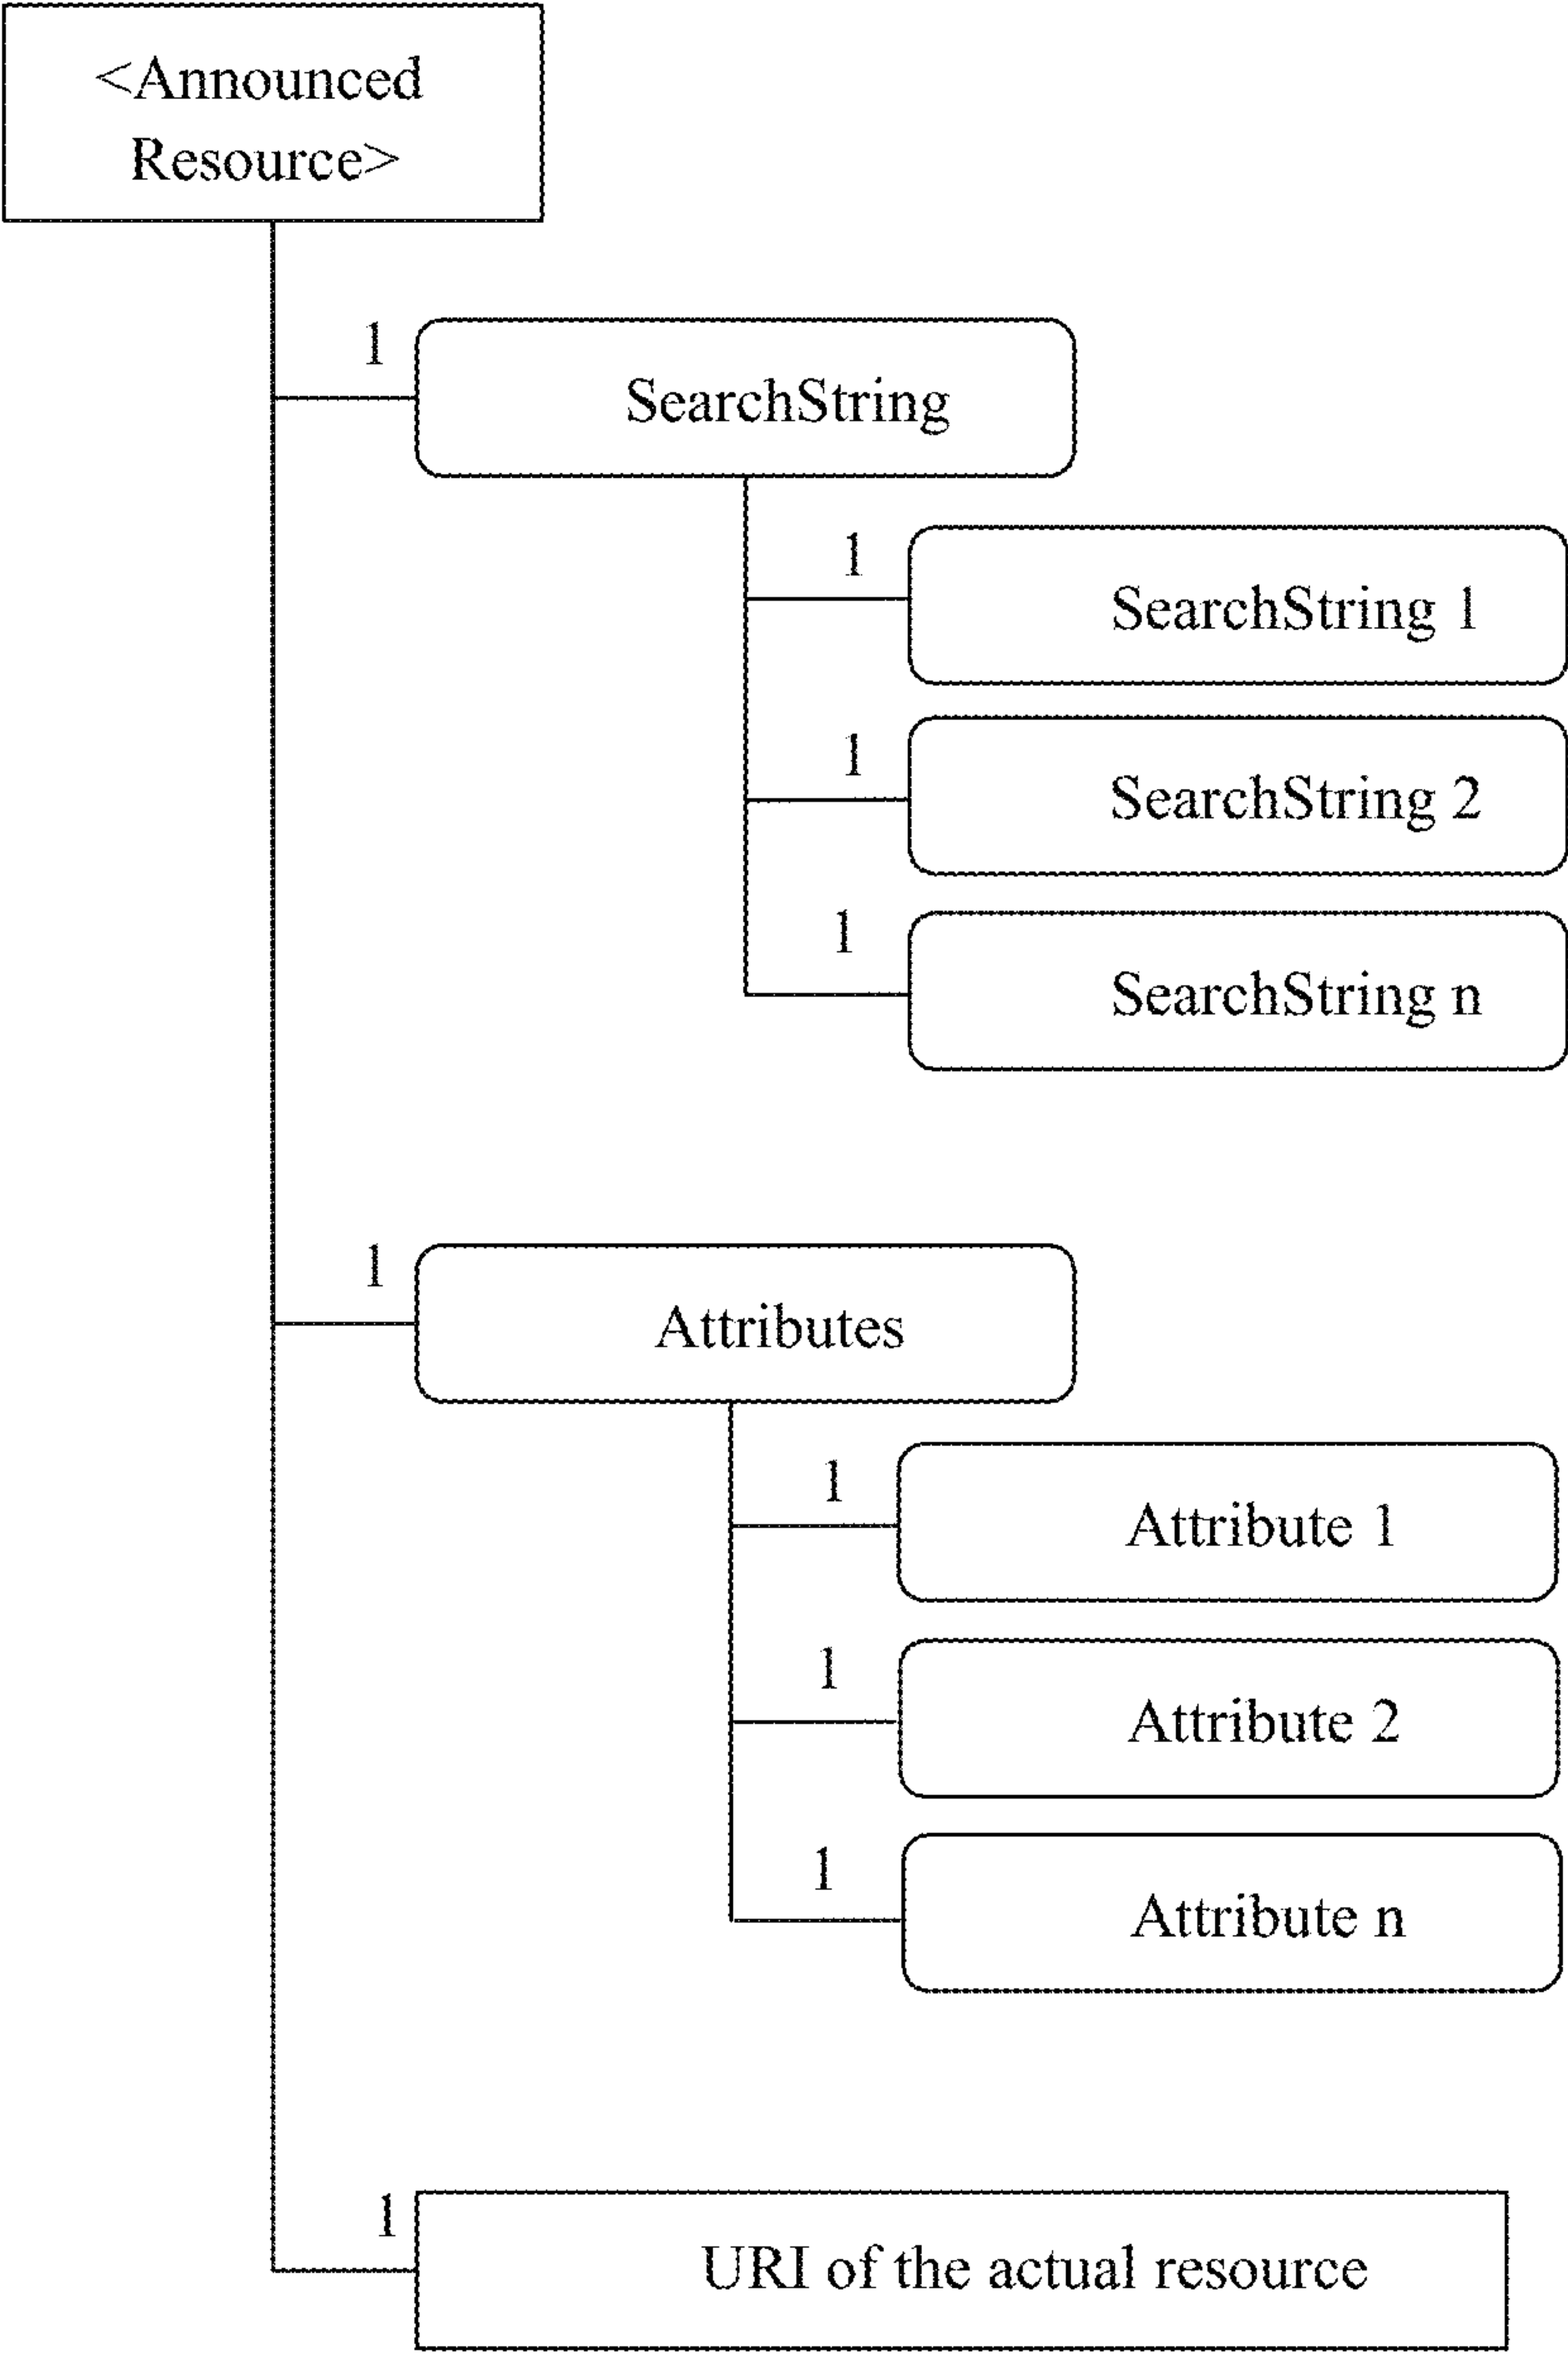 <Announced
Resource>
1
SearchString
1
SearchString 1
1
SearchString 2
1
SearchString n
1
Attributes
1
Attribute 1
1
Attribute 2
1
Attribute n
1
URI of the actual resource